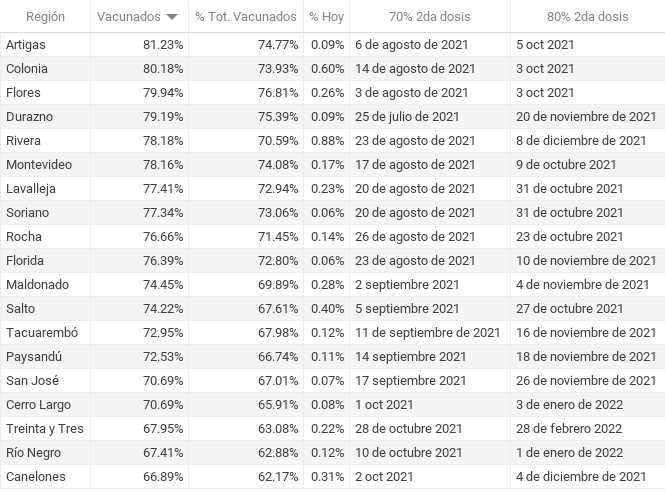 Región Vacunados % Tot. Vacunados % Hoy 70% 2da dosis 80% 2da dosis
Artigas 81.23% 74.77% 0.09% 6 de agosto de 2021 5 oct 2021
Colonia 80.18% 73.93% 0.60% 14 de agosto de 2021 3 oct 2021
Flores 79.94% 76.81% 0.26% 3 de agosto de 2021 3 oct 2021
Durazno 79.19% 75.39% 0.09% 25 de julio de 2021 20 de noviembre de 2021
Rivera 78.18% 70.59% 0.88% 23 de agosto de 2021 8 de diciembre de 2021
Montevideo 78.16% 74.08% 0.17% 17 de agosto de 2021 9 de octubre 2021
Lavalleja 77.41% 72.94% 0.23% 20 de agosto de 2021 31 de octubre 2021
Soriano 77.34% 73.06% 0.06% 20 de agosto de 2021 31 de octubre 2021
Rocha 76.66% 71.45% 0.14% 26 de agosto de 2021 23 de octubre 2021
Florida 76.39% 72.80% 0.06% 23 de agosto de 2021 10 de noviembre de 2021
Maldonado 74.45% 69.89% 0.28% 2 septiembre 2021 4 de noviembre de 2021
Salto 74.22% 67.61% 0.40% 5 septiembre 2021 27 de octubre 2021
Tacuarembó 72.95% 67.98% 0.12% 11 de septiembre de 2021 16 de noviembre de 2021
Paysandú 72.53% 66.74% 0.11% 14 septiembre 2021 18 de noviembre de 2021
San José 70.69% 67.01% 0.07% 17 septiembre 2021 26 de noviembre de 2021
Cerro Largo 70.69% 65.91% 0.08% 1 oct 2021 3 de enero de 2022
Treinta y Tres 67.95% 63.08% 0.22% 28 de octubre de 2021 28 de febrero 2022
Río Negro 67.41% 62.88% 0.12% 10 de octubre 2021 1 de enero de 2022
Canelones 66.89% 62.17% 0.31% 2 oct 2021 4 de diciembre de 2021